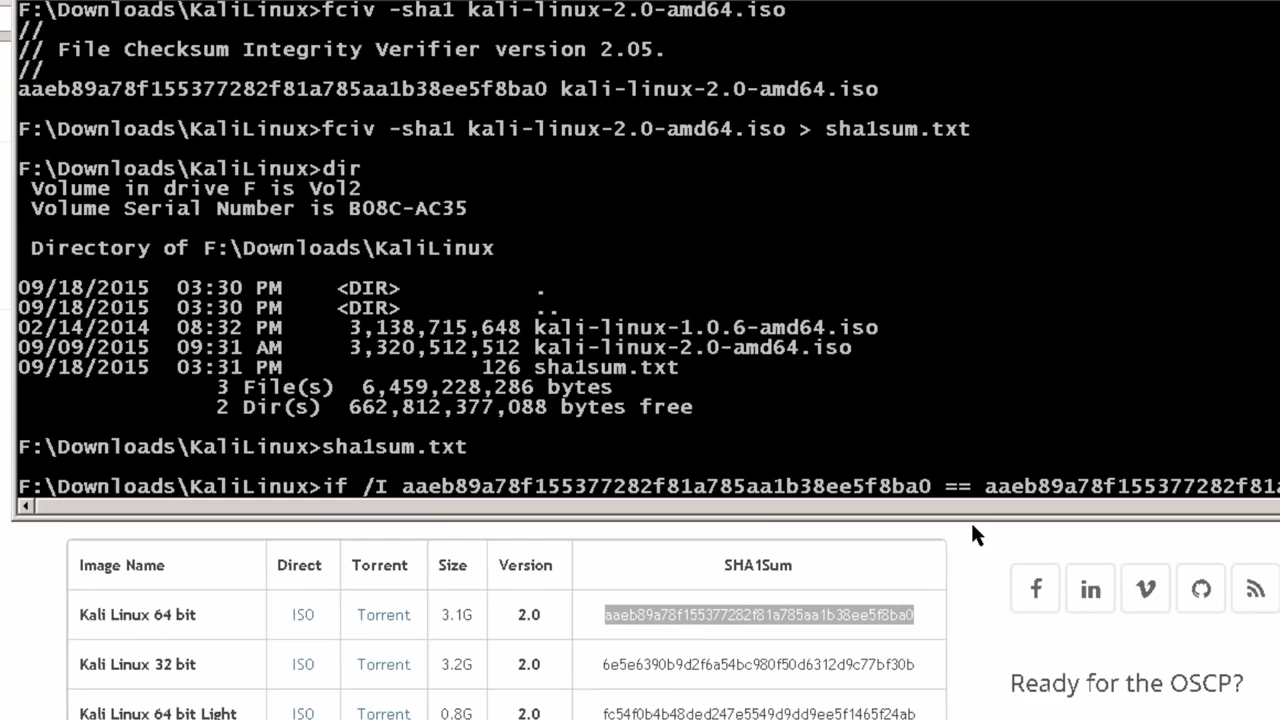 F:\Downloads\KaliLinux>fciv -sha1 kali-linux-2.0-amd64.iso
//
// File Checksum Integrity Verifier version 2.05.
//
aaeb89a78f155377282f81a785aa1b38ee5f8ba0 kali-linux-2.0-amd64.iso
F:\Downloads\KaliLinux>fciv -sha1 kali-linux-2.0-amd64.iso > sha1sum.txt
F:\Downloads\KaliLinux>dir
Volume in drive F is Vol2
Volume Serial Number is B08C-AC35
Directory of F:\Downloads\KaliLinux
09/18/2015 03:30 PM <DIR> .
09/18/2015 03:30 PM <DIR> ..
02/14/2014 08:32 PM 3,138,715,648 kali-linux-1.0.6-amd64.iso
09/09/2015 09:31 AM 3,320,512,512 kali-linux-2.0-amd64.iso
09/18/2015 03:31 PM 126 sha1sum.txt
3 File(s) 6,459,228,286 bytes
2 Dir(s) 662,812,377,088 bytes free
F:\Downloads\KaliLinux>sha1sum.txt
F:\Downloads\KaliLinux>if /I aaeb89a78f155377282f81a785aa1b38ee5f8ba0 == aaeb89a78f155377282f81
Image Name Direct Torrent Size Version SHA1Sum
Kali Linux 64 bit ISO Torrent 3.1G 2.0 aaeb89a78f155377282f81a785aa1b38ee5f8ba0
Kali Linux 32 bit ISO Torrent 3.2G 2.0 6e5e6390b9d2f6a54bc980f50d6312d9c77bf30b
Kali Linux 64 bit Light ISO Torrent 0.8G 2.0 fc54f0b4b48ded247e5549d9dd9ee5f1465f24ab
Ready for the OSCP?